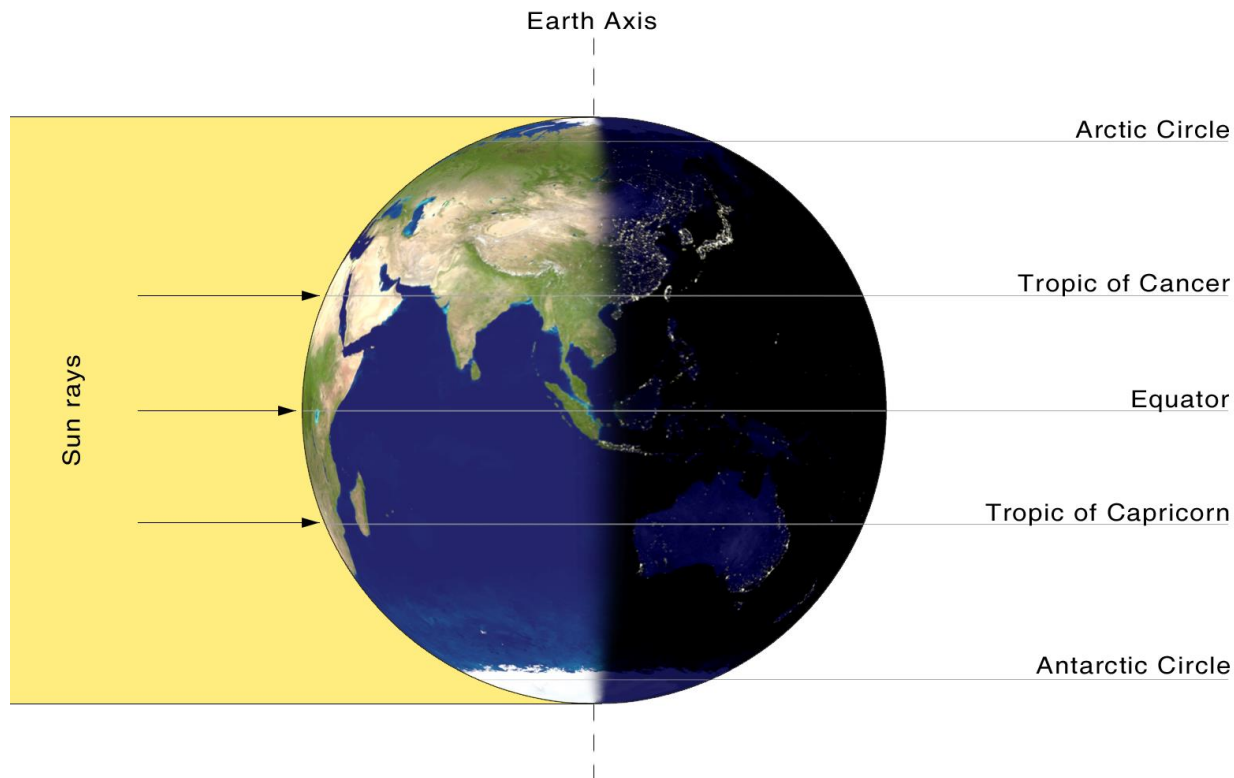 Earth Axis
Arctic Circle
Tropic of Cancer
Sun rays
Equator
Tropic of Capricorn
Antarctic Circle